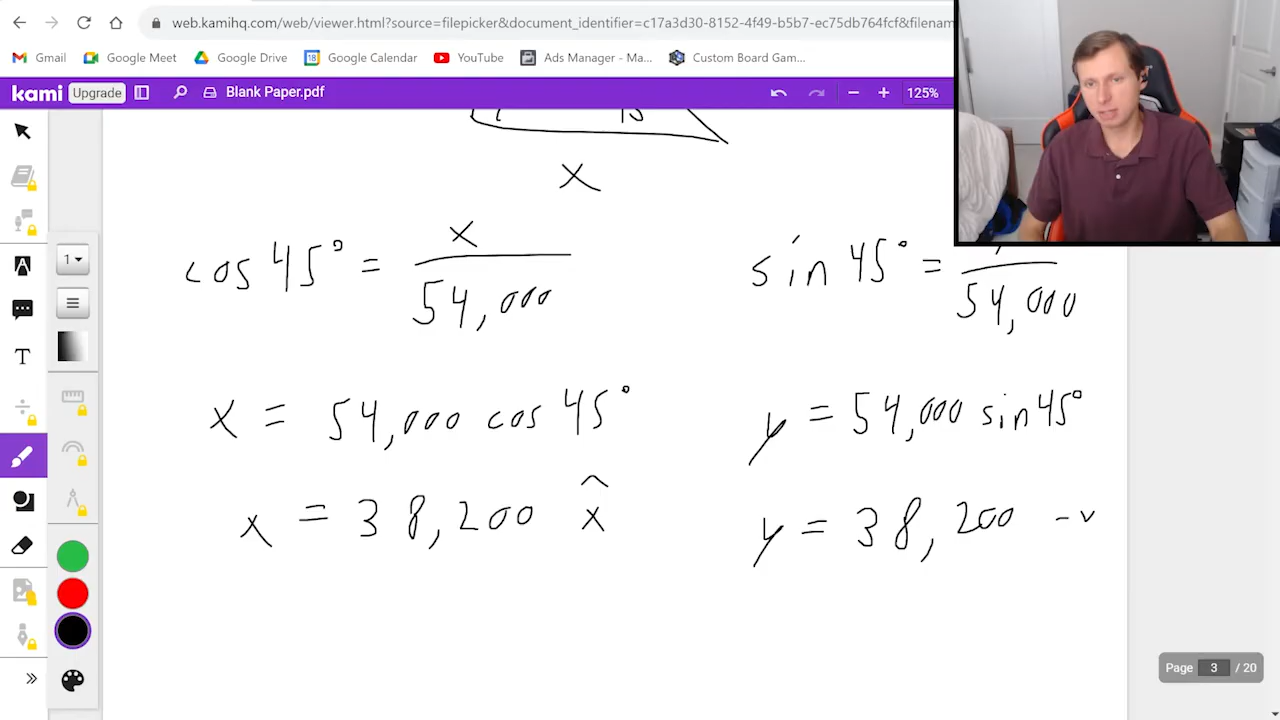 web.kamihq.com/web/viewer.html?source=filepicker&document_identifier=c17a3d30-8152-4f49-b5b7-ec75db764fcf&filenam
Gmail Google Meet Google Drive Google Calendar YouTube Ads Manager - Ma... Custom Board Gam...
kami Upgrade Blank Paper.pdf 125%
x
cos 45° = x / 54,000
sin 45° = / 54,000
1
T
x = 54,000 cos 45°
y = 54,000 sin 45°
x = 38,200 x̂
y = 38,200 -
Page 3 / 20